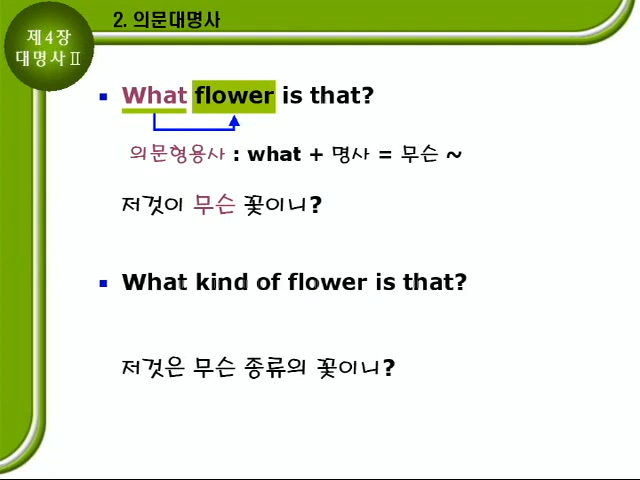 제4장
대명사Ⅱ
2. 의문대명사
What flower is that?
의문형용사 : what + 명사 = 무슨 ~
저것이 무슨 꽃이니?
What kind of flower is that?
저것은 무슨 종류의 꽃이니?